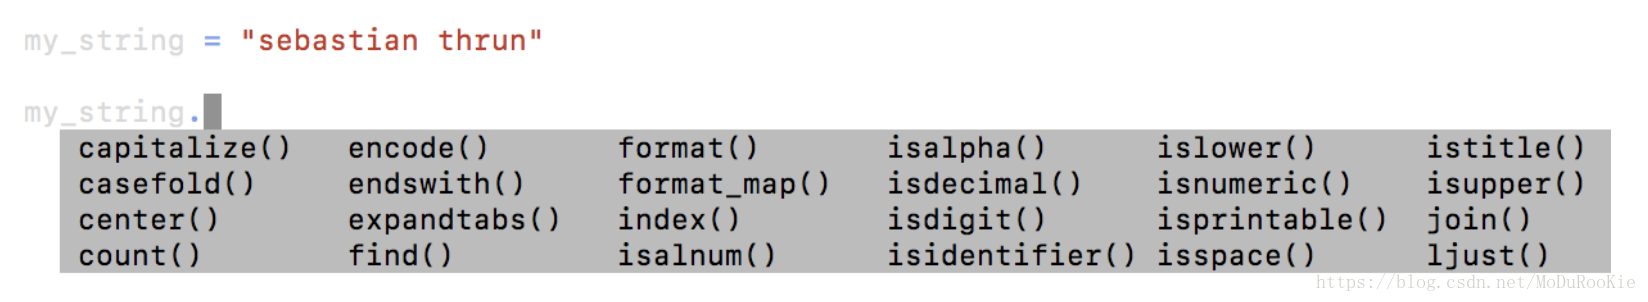 my_string = "sebastian thrun"
my_string.
capitalize() encode() format() isalpha() islower() istitle()
casefold() endswith() format_map() isdecimal() isnumeric() isupper()
center() expandtabs() index() isdigit() isprintable() join()
count() find() isalnum() isidentifier() isspace() ljust()
https://blog.csdn.net/MoDuRooKie